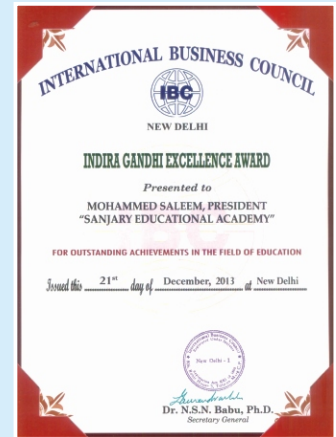 INTERNATIONAL BUSINESS COUNCIL
IBC
NEW DELHI
INDIRA GANDHI EXCELLENCE AWARD
Presented to
MOHAMMED SALEEM, PRESIDENT
"SANJARY EDUCATIONAL ACADEMY"
FOR OUTSTANDING ACHIEVEMENTS IN THE FIELD OF EDUCATION
Issued this 21st day of December, 2013 at New Delhi
New Delhi - 1
Dr. N.S.N. Babu, Ph.D.
Secretary General